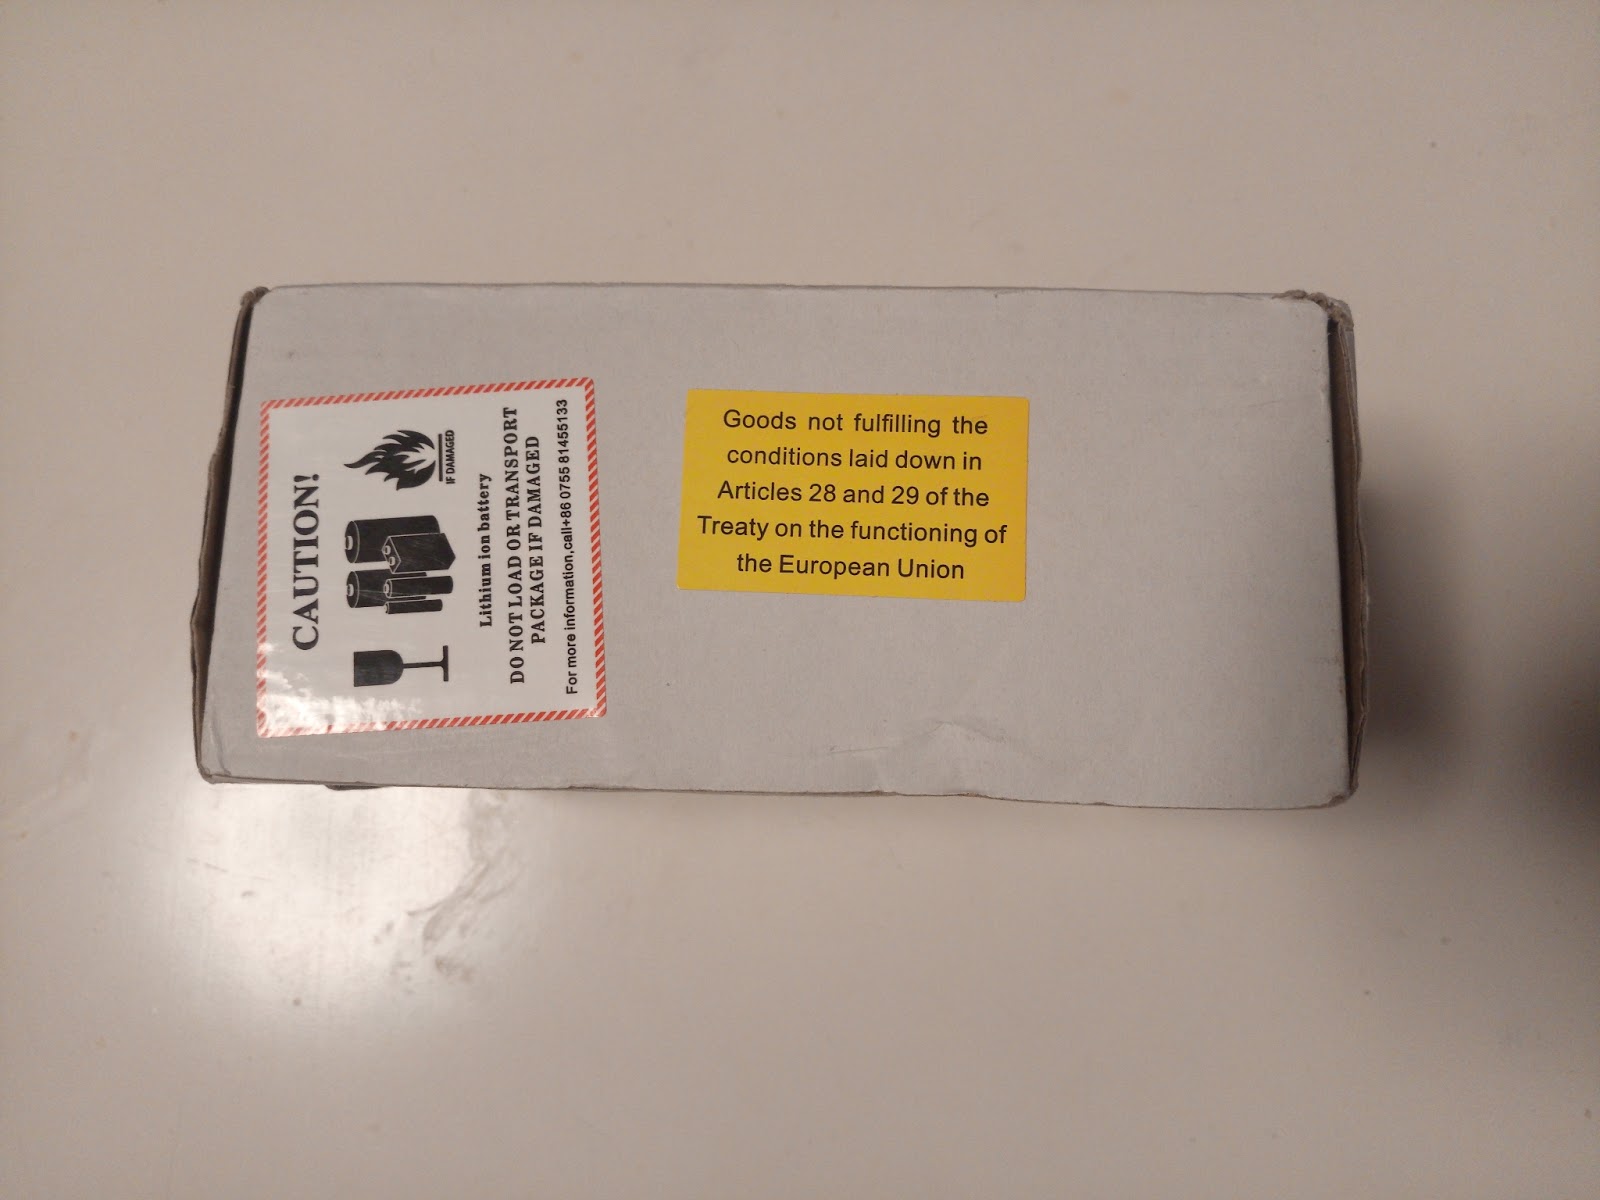 CAUTION!
IF DAMAGED
Lithium ion battery
DO NOT LOAD OR TRANSPORT
PACKAGE IF DAMAGED
For more information,call+86 0755 81455133
Goods not fulfilling the
conditions laid down in
Articles 28 and 29 of the
Treaty on the functioning of
the European Union